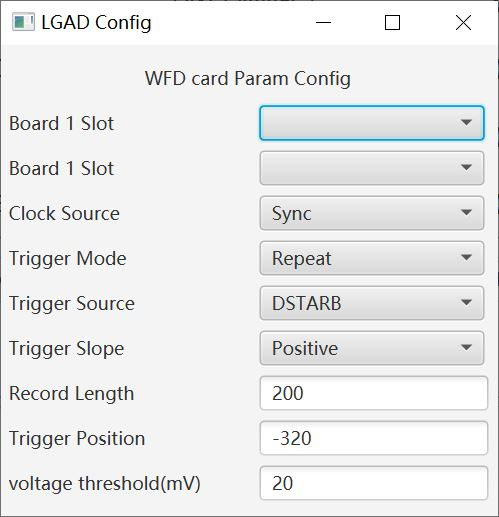 LGAD Config
WFD card Param Config
Board 1 Slot
Board 1 Slot
Clock Source Sync
Trigger Mode Repeat
Trigger Source DSTARB
Trigger Slope Positive
Record Length 200
Trigger Position -320
voltage threshold(mV) 20